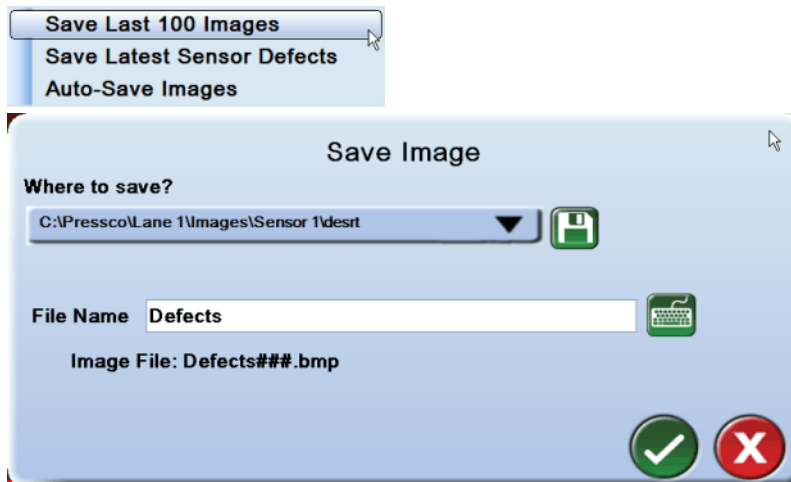 Save Last 100 Images
Save Latest Sensor Defects
Auto-Save Images
Save Image
Where to save?
C:\Pressco\Lane 1\Images\Sensor 1\desrt
File Name Defects
Image File: Defects###.bmp